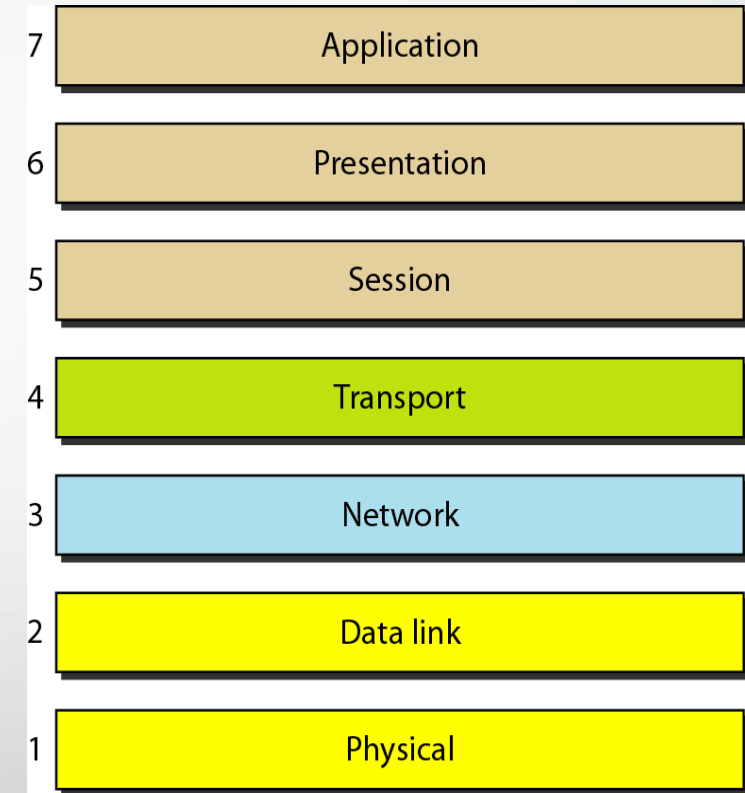 7 Application
6 Presentation
5 Session
4 Transport
3 Network
2 Data link
1 Physical